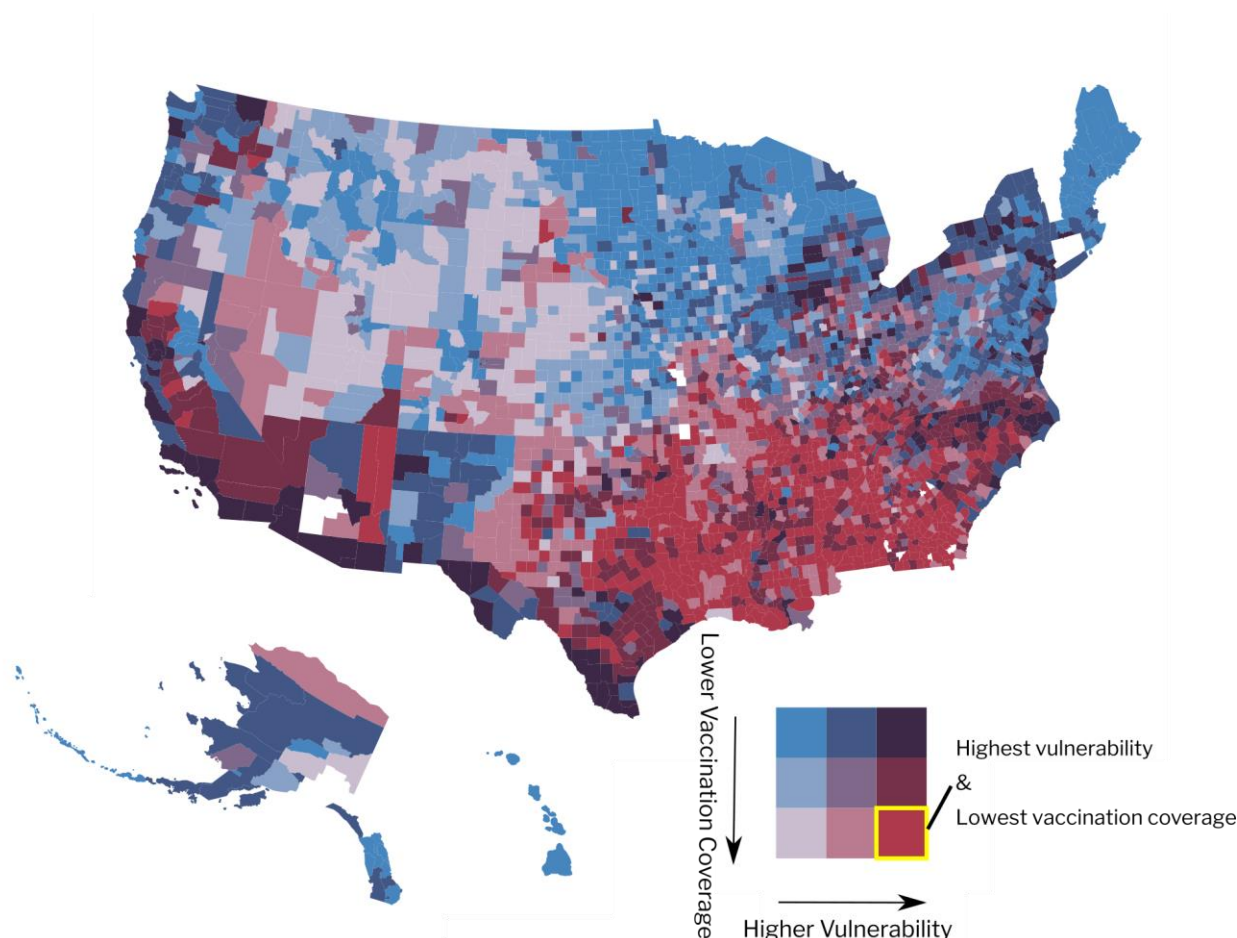 Lower Vaccination Coverage
Highest vulnerability
&
Lowest vaccination coverage
Higher Vulnerability